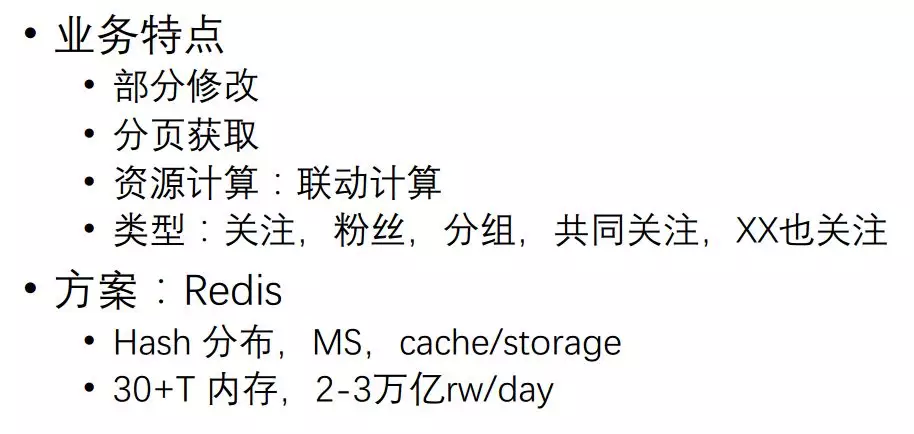 • 业务特点
• 部分修改
• 分页获取
• 资源计算：联动计算
• 类型：关注，粉丝，分组，共同关注，XX也关注
• 方案：Redis
• Hash 分布，MS，cache/storage
• 30+T 内存，2-3万亿rw/day